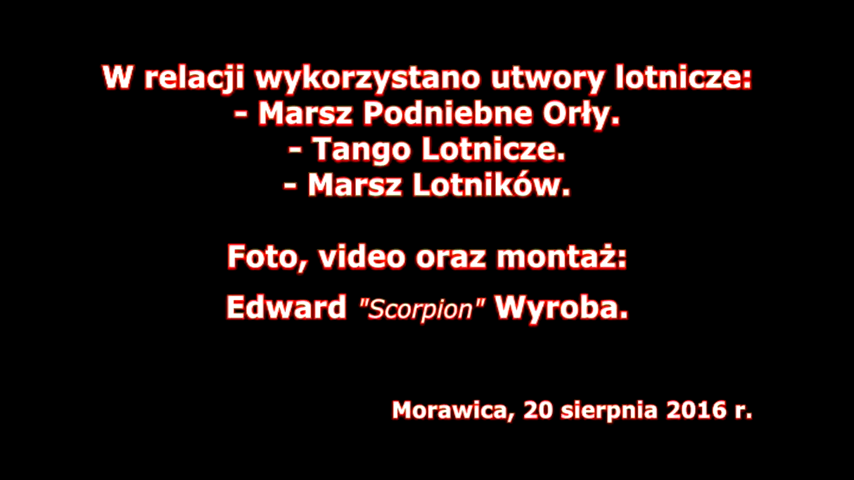 W relacji wykorzystano utwory lotnicze:
- Marsz Podniebne Orły.
- Tango Lotnicze.
- Marsz Lotników.
Foto, video oraz montaż:
Edward "Scorpion" Wyroba.
Morawica, 20 sierpnia 2016 r.